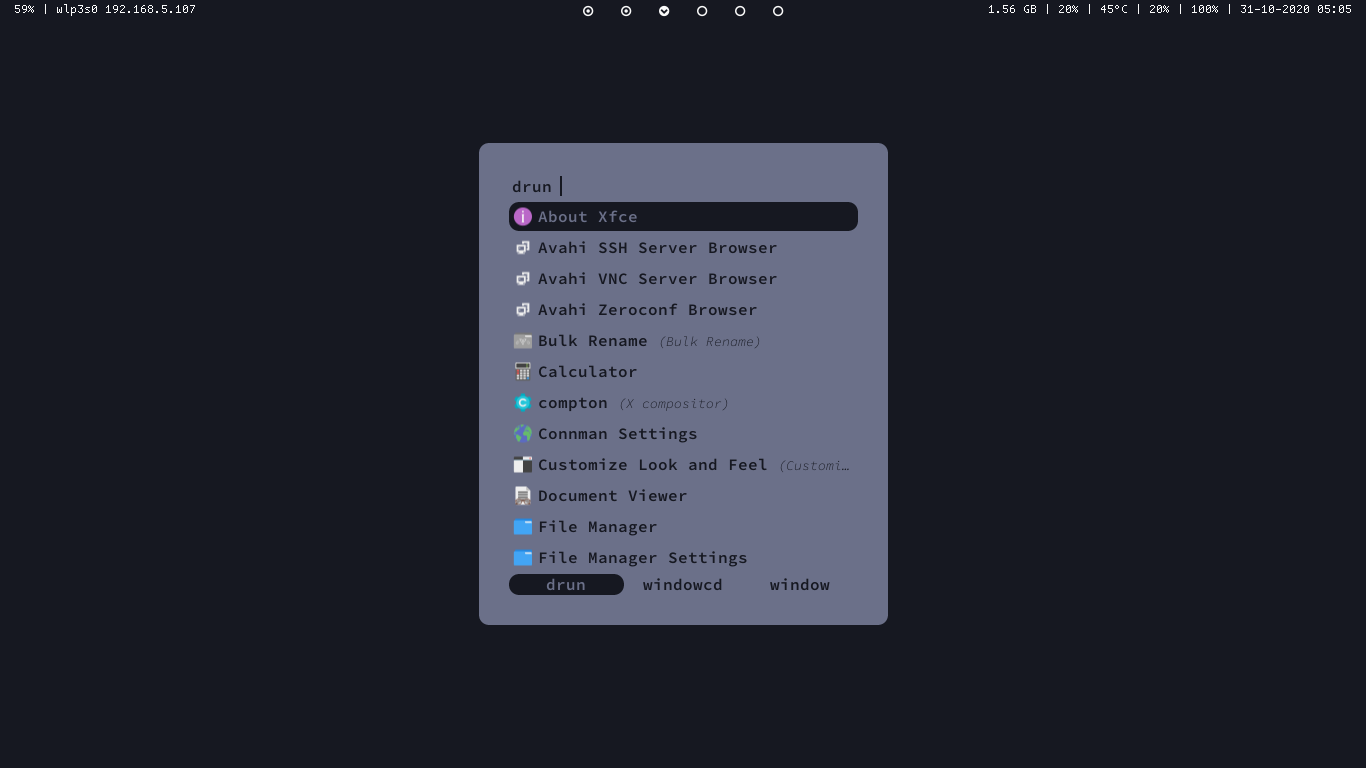 59% | wlp3s0 192.168.5.107
1.56 GB | 20% | 45°C | 20% | 100% | 31-10-2020 05:05
drun
About Xfce
Avahi SSH Server Browser
Avahi VNC Server Browser
Avahi Zeroconf Browser
Bulk Rename (Bulk Rename)
Calculator
compton (X compositor)
Connman Settings
Customize Look and Feel (Customi…
Document Viewer
File Manager
File Manager Settings
drun windowcd window